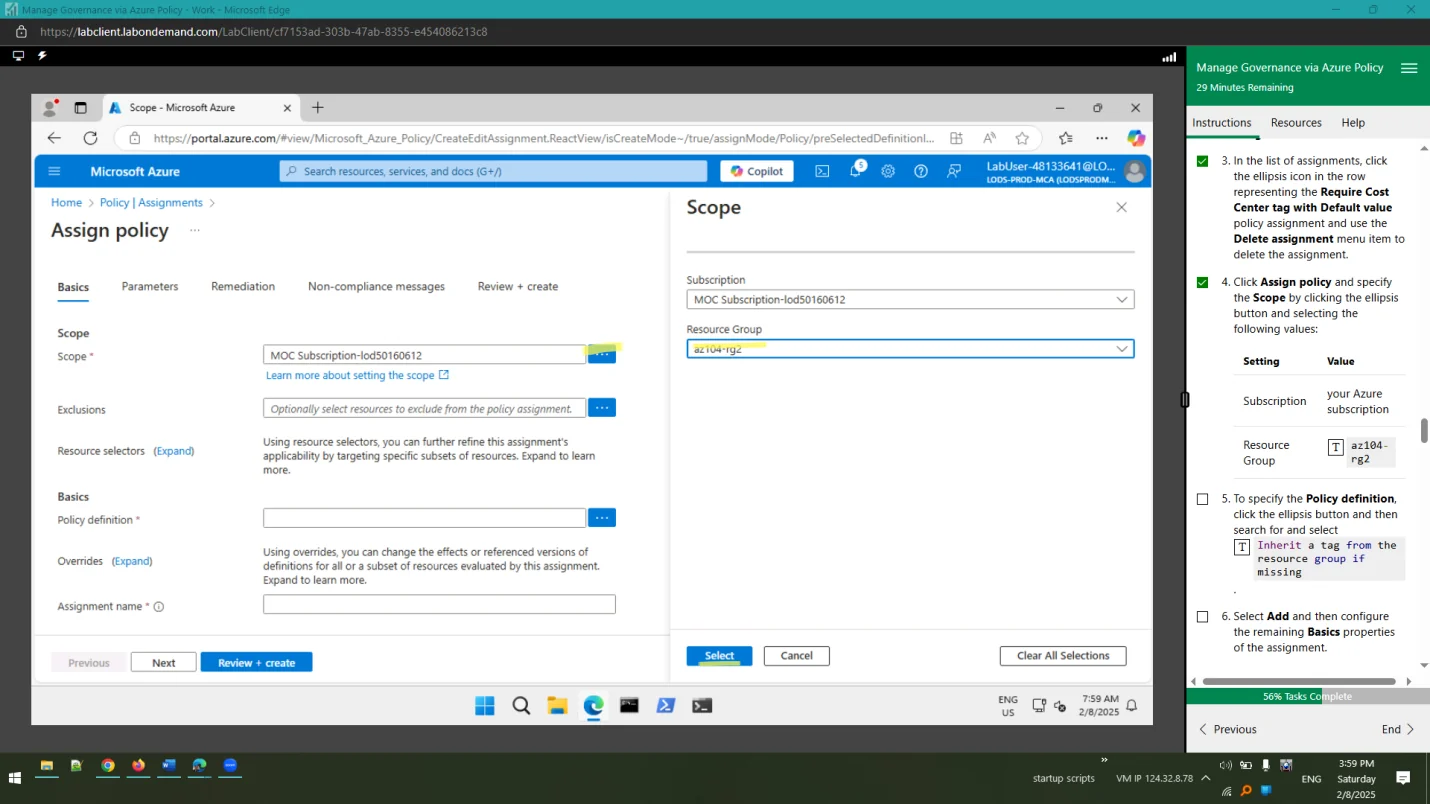 Manage Governance via Azure Policy - Work - Microsoft Edge
https://labclient.labondemand.com/LabClient/cf7153ad-303b-47ab-8355-e454086213c8
Scope - Microsoft Azure
https://portal.azure.com/#view/Microsoft_Azure_Policy/CreateEditAssignment.ReactView/isCreateMode~/true/assignMode/Policy/preSelectedDefinitionI...
Microsoft Azure
Search resources, services, and docs (G+/)
Copilot
5
LabUser-48133641@LO...
LODS-PROD-MCA (LODSPRODM...
Home > Policy | Assignments >
Assign policy ...
Basics
Parameters
Remediation
Non-compliance messages
Review + create
Scope
Scope *
MOC Subscription-lod50160612
...
Learn more about setting the scope
Exclusions
Optionally select resources to exclude from the policy assignment.
...
Resource selectors (Expand)
Using resource selectors, you can further refine this assignment's
applicability by targeting specific subsets of resources. Expand to learn
more.
Basics
Policy definition *
...
Overrides (Expand)
Using overrides, you can change the effects or referenced versions of
definitions for all or a subset of resources evaluated by this assignment.
Expand to learn more.
Assignment name *
Previous
Next
Review + create
Scope
Subscription
MOC Subscription-lod50160612
Resource Group
az104-rg2
Select
Cancel
Clear All Selections
ENG
US
7:59 AM
2/8/2025
Manage Governance via Azure Policy
29 Minutes Remaining
Instructions
Resources
Help
3. In the list of assignments, click
the ellipsis icon in the row
representing the Require Cost
Center tag with Default value
policy assignment and use the
Delete assignment menu item to
delete the assignment.
4. Click Assign policy and specify
the Scope by clicking the ellipsis
button and selecting the
following values:
Setting Value
Subscription
your Azure
subscription
Resource
Group
T
az104-
rg2
5. To specify the Policy definition,
click the ellipsis button and then
search for and select
T
Inherit a tag from the
resource group if
missing
.
6. Select Add and then configure
the remaining Basics properties
of the assignment.
56% Tasks Complete
< Previous
End >
startup scripts
VM IP 124.32.8.78
ENG
3:59 PM
Saturday
2/8/2025